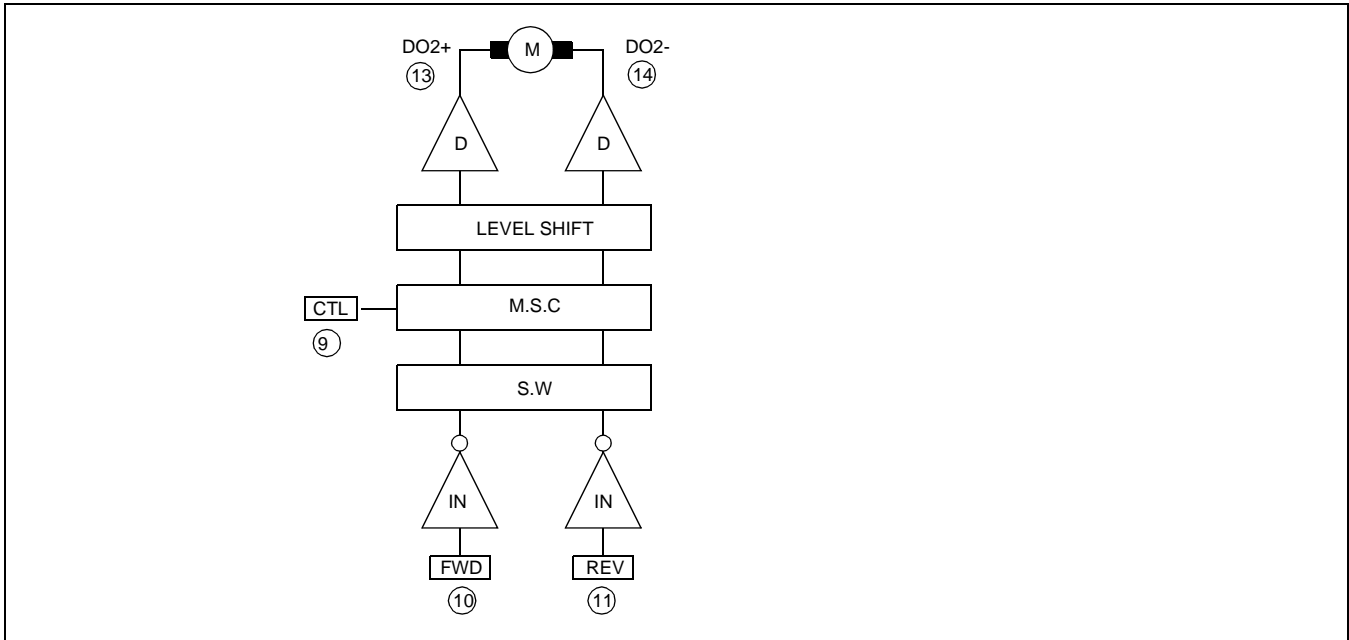 DO2+ M DO2-
13 14
D D
LEVEL SHIFT
CTL M.S.C
9
S.W
IN IN
FWD REV
10 11